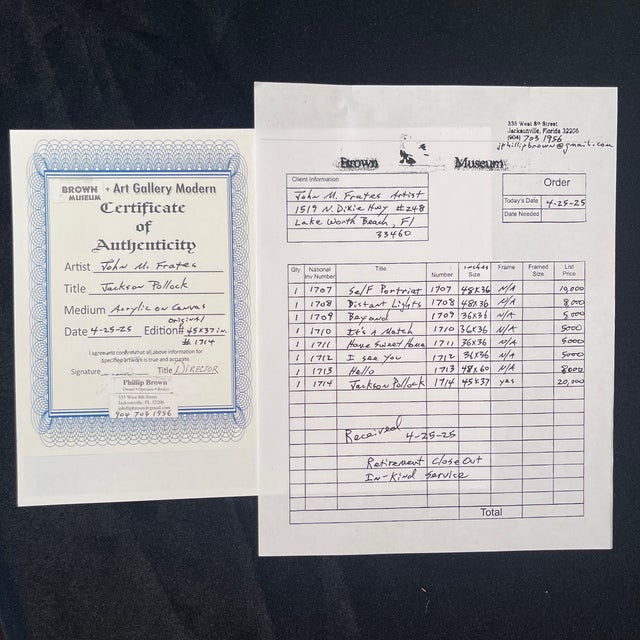 BROWN MUSEUM + Art Gallery Modern
Certificate
of
Authenticity
Artist John M. Frates
Title Jackson Pollock
Medium Acrylic on Canvas
original
Date 4-25-25 Edition# 45x37 in.
# 1714
I agree and confirm that all above information for
Specified artwork is true and accurate.
Signature Title DIRECTOR
Phillip Brown
Owner • Operator • Broker
535 West 8th Street
Jacksonville, FL 32206
jphillipbrown@gmail.com
904 703 1956
335 West 8th Street
Jacksonville, Florida 32206
(904) 703 1956
jphillipbrown@gmail.com
Brown Museum
Client Information
John M. Frates Artist
1519 N. Dixie Hwy #248
Lake Worth Beach, Fl
33460
Order
Today's Date 4-25-25
Date Needed
Qty National Inv Number Title Number inches Size Frame Framed Size List Price
1 1707 Self Portriat 1707 48x36 N/A 10,000
1 1708 Distant Lights 1708 48x36 N/A 8,000
1 1709 Beyond 1709 36x36 N/A 5,000
1 1710 It's a Match 1710 36x36 N/A 5000
1 1711 Home Sweet Home 1711 36x36 N/A 5000
1 1712 I see you 1712 36x36 N/A 5000
1 1713 Hello 1713 48x60 N/A 8000
1 1714 Jackson Pollock 1714 45x37 yes 20,000
Received 4-25-25
Retirement Close Out
In-Kind Service
Total